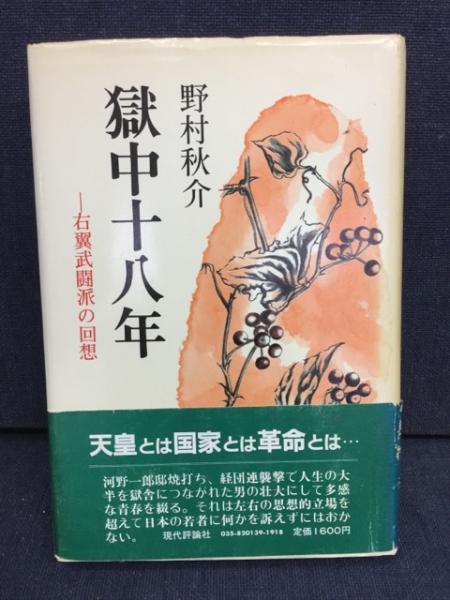 野村秋介
獄中十八年
―右翼武闘派の回想
天皇とは国家とは革命とは…
河野一郎邸焼打ち、経団連襲撃で人生の大
半を獄舎につながれた男の壮大にして多感
な青春を綴る。それは左右の思想的立場を
超えて日本の若者に何かを訴えずにはおか
ない。 現代評論社 035-820139-1918 定価1600円